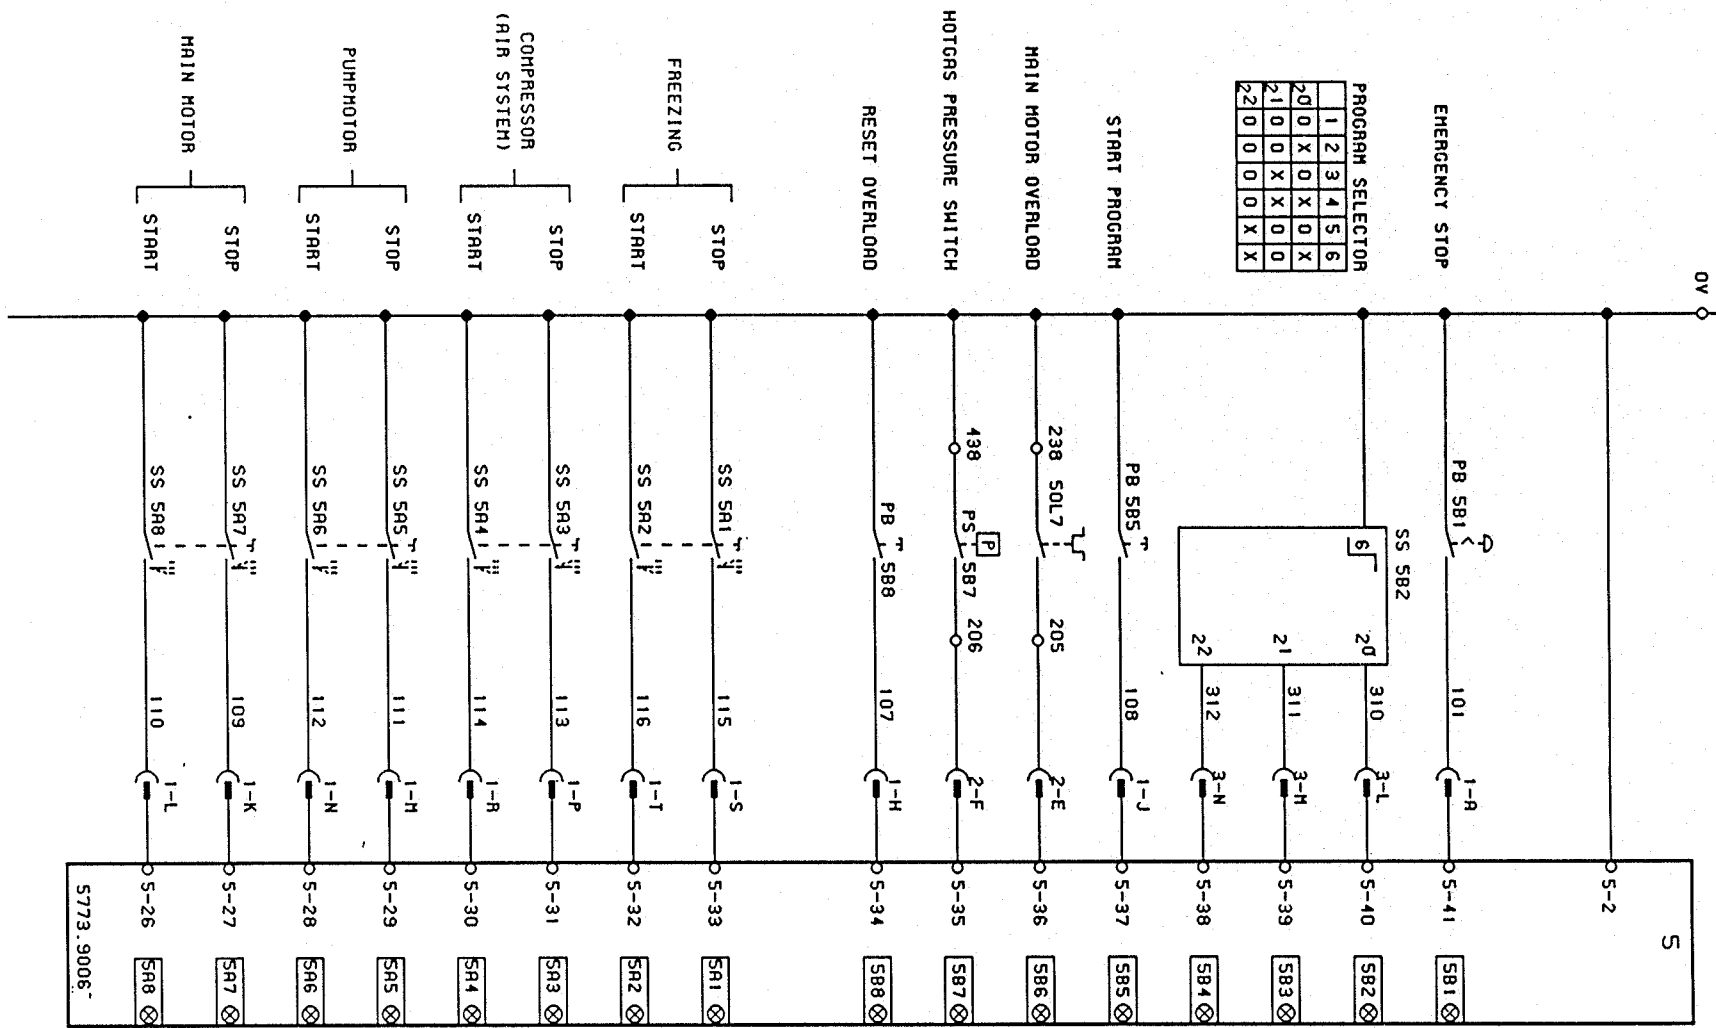 0V
5
5-2
EMERGENCY STOP PB 5B1 101 1-A 5-41 5B1
PROGRAM SELECTOR SS 5B2
1 2 3 4 5 6
2⁰ 0 X 0 X 0 X
2¹ 0 0 X X 0 0
2² 0 0 0 0 X X
6
2⁰ 310 3-L 5-40 5B2
2¹ 311 3-M 5-39 5B3
2² 312 3-N 5-38 5B4
START PROGRAM PB 5B5 108 1-J 5-37 5B5
MAIN MOTOR OVERLOAD 238 5OL7 205 2-E 5-36 5B6
HOTGAS PRESSURE SWITCH 438 PS P 5B7 206 2-F 5-35 5B7
RESET OVERLOAD PB 5B8 107 1-H 5-34 5B8
FREEZING
STOP SS 5A1 115 1-S 5-33 5A1
START SS 5A2 116 1-T 5-32 5A2
COMPRESSOR
(AIR SYSTEM)
STOP SS 5A3 113 1-P 5-31 5A3
START SS 5A4 114 1-R 5-30 5A4
PUMPMOTOR
STOP SS 5A5 111 1-M 5-29 5A5
START SS 5A6 112 1-N 5-28 5A6
MAIN MOTOR
STOP SS 5A7 109 1-K 5-27 5A7
START SS 5A8 110 1-L 5-26 5A8
5773.9006-